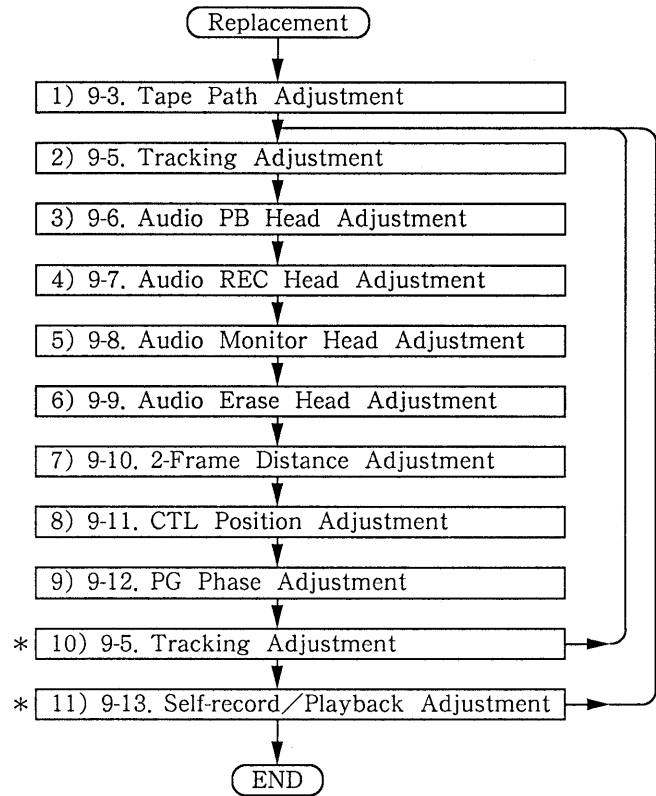 Replacement
1) 9-3. Tape Path Adjustment
2) 9-5. Tracking Adjustment
3) 9-6. Audio PB Head Adjustment
4) 9-7. Audio REC Head Adjustment
5) 9-8. Audio Monitor Head Adjustment
6) 9-9. Audio Erase Head Adjustment
7) 9-10. 2-Frame Distance Adjustment
8) 9-11. CTL Position Adjustment
9) 9-12. PG Phase Adjustment
* 10) 9-5. Tracking Adjustment
* 11) 9-13. Self-record/Playback Adjustment
END